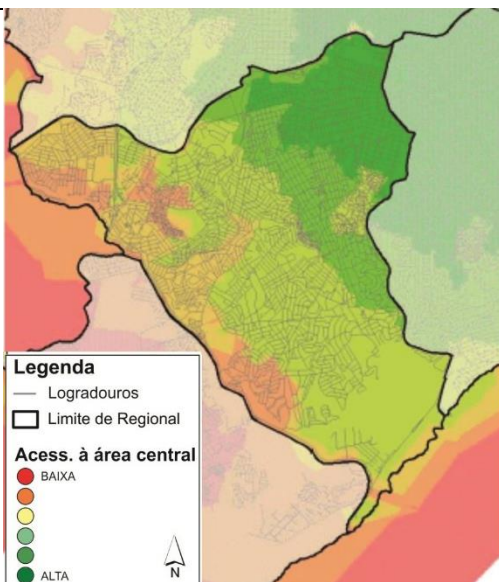 Legenda
Logradouros
Limite de Regional
Acess. à área central
BAIXA
ALTA
N